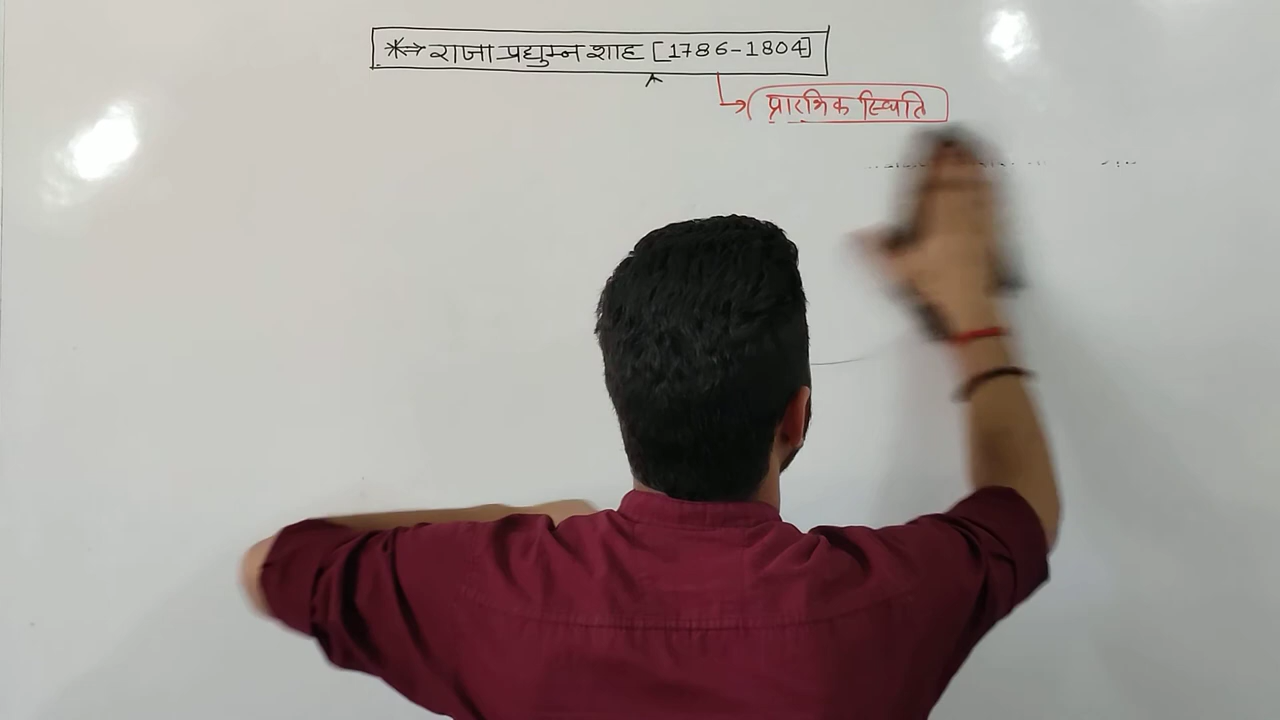 *⇔ राजा प्रद्युम्न शाह [1786-1804]
प्रारंभिक स्थिति